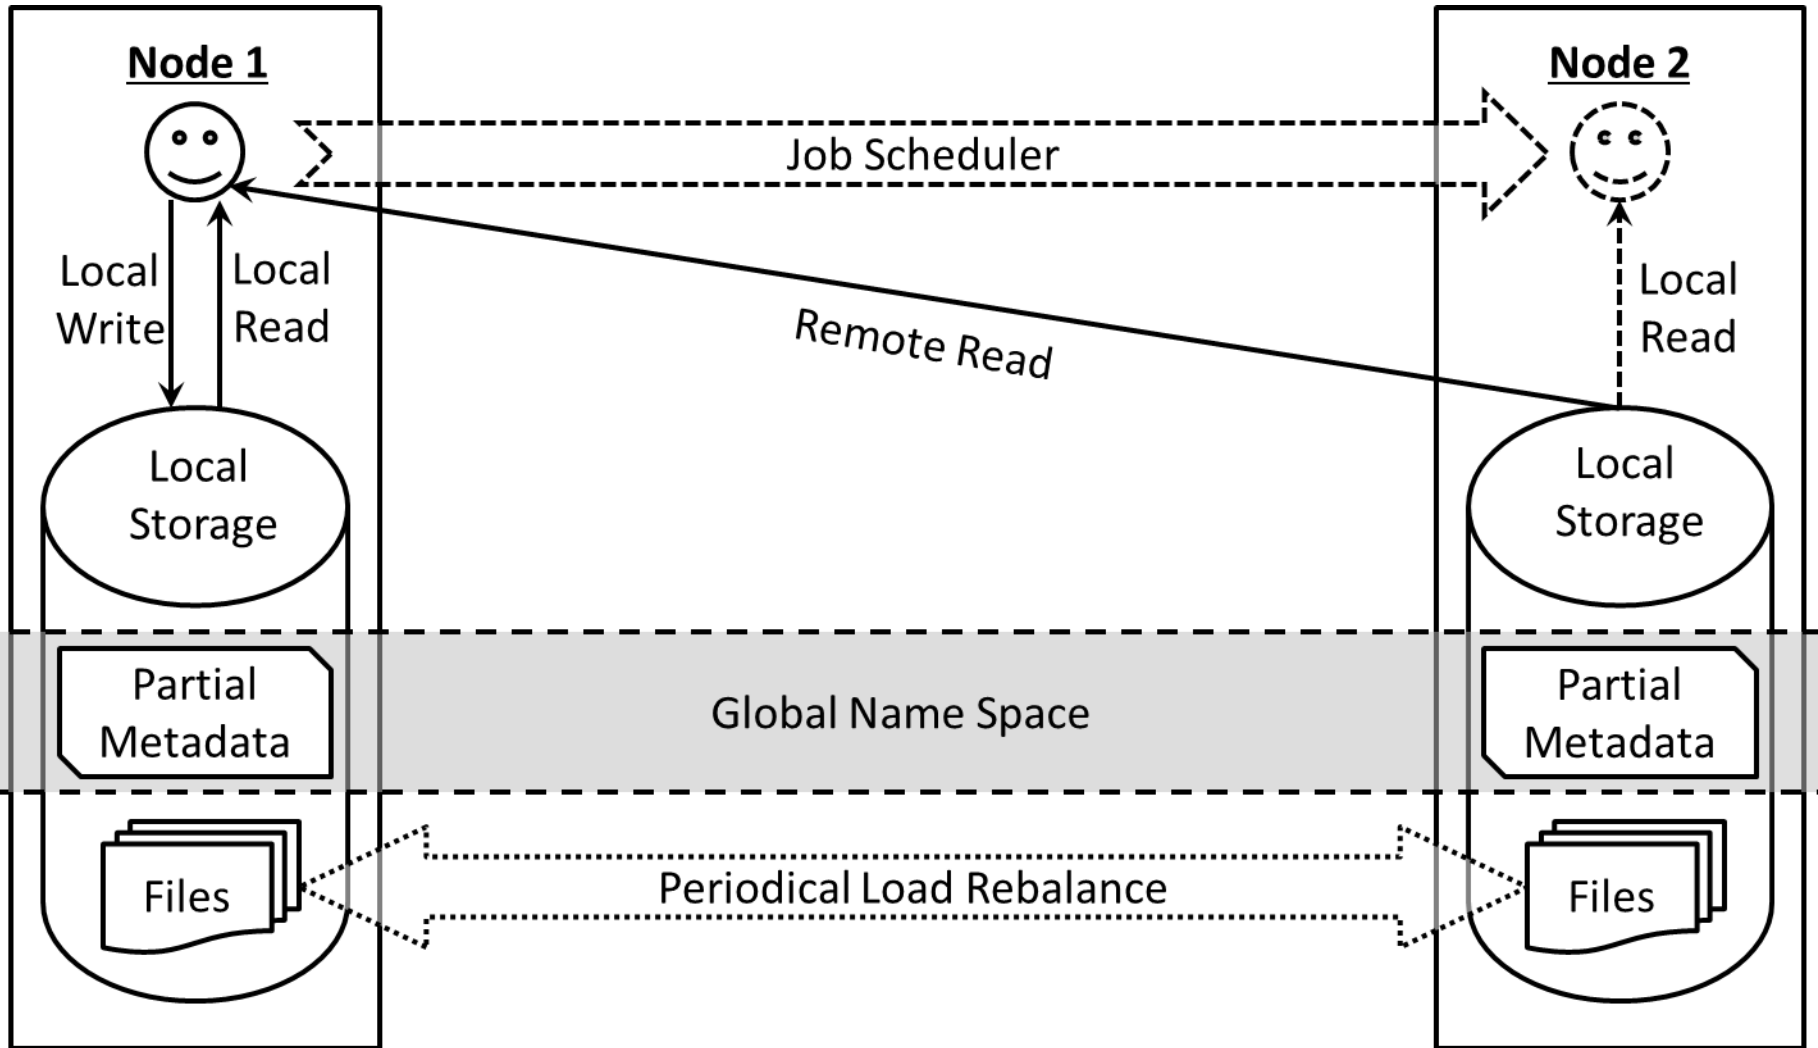 Node 1
Node 2
Job Scheduler
Local
Write
Local
Read
Remote Read
Local
Read
Local
Storage
Local
Storage
Partial
Metadata
Global Name Space
Partial
Metadata
Files
Periodical Load Rebalance
Files